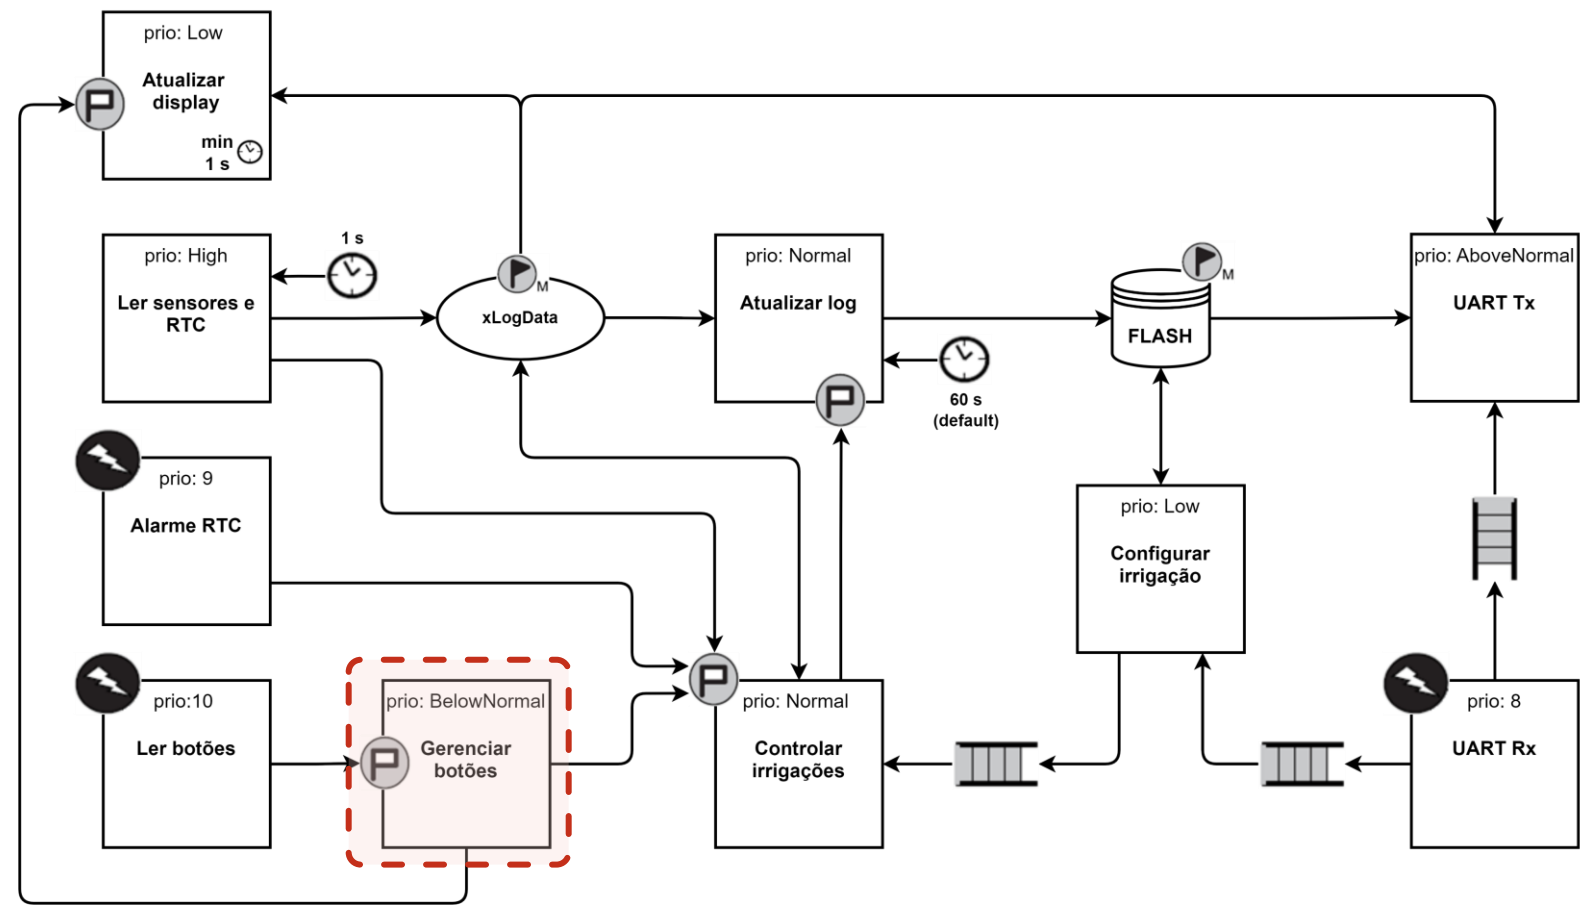 prio: Low
Atualizar
display
min
1 s
prio: High
Ler sensores e
RTC
1 s
M
xLogData
prio: Normal
Atualizar log
60 s
(default)
M
FLASH
prio: AboveNormal
UART Tx
prio: 9
Alarme RTC
prio: Low
Configurar
irrigação
prio:10
Ler botões
prio: BelowNormal
Gerenciar
botões
prio: Normal
Controlar
irrigações
prio: 8
UART Rx